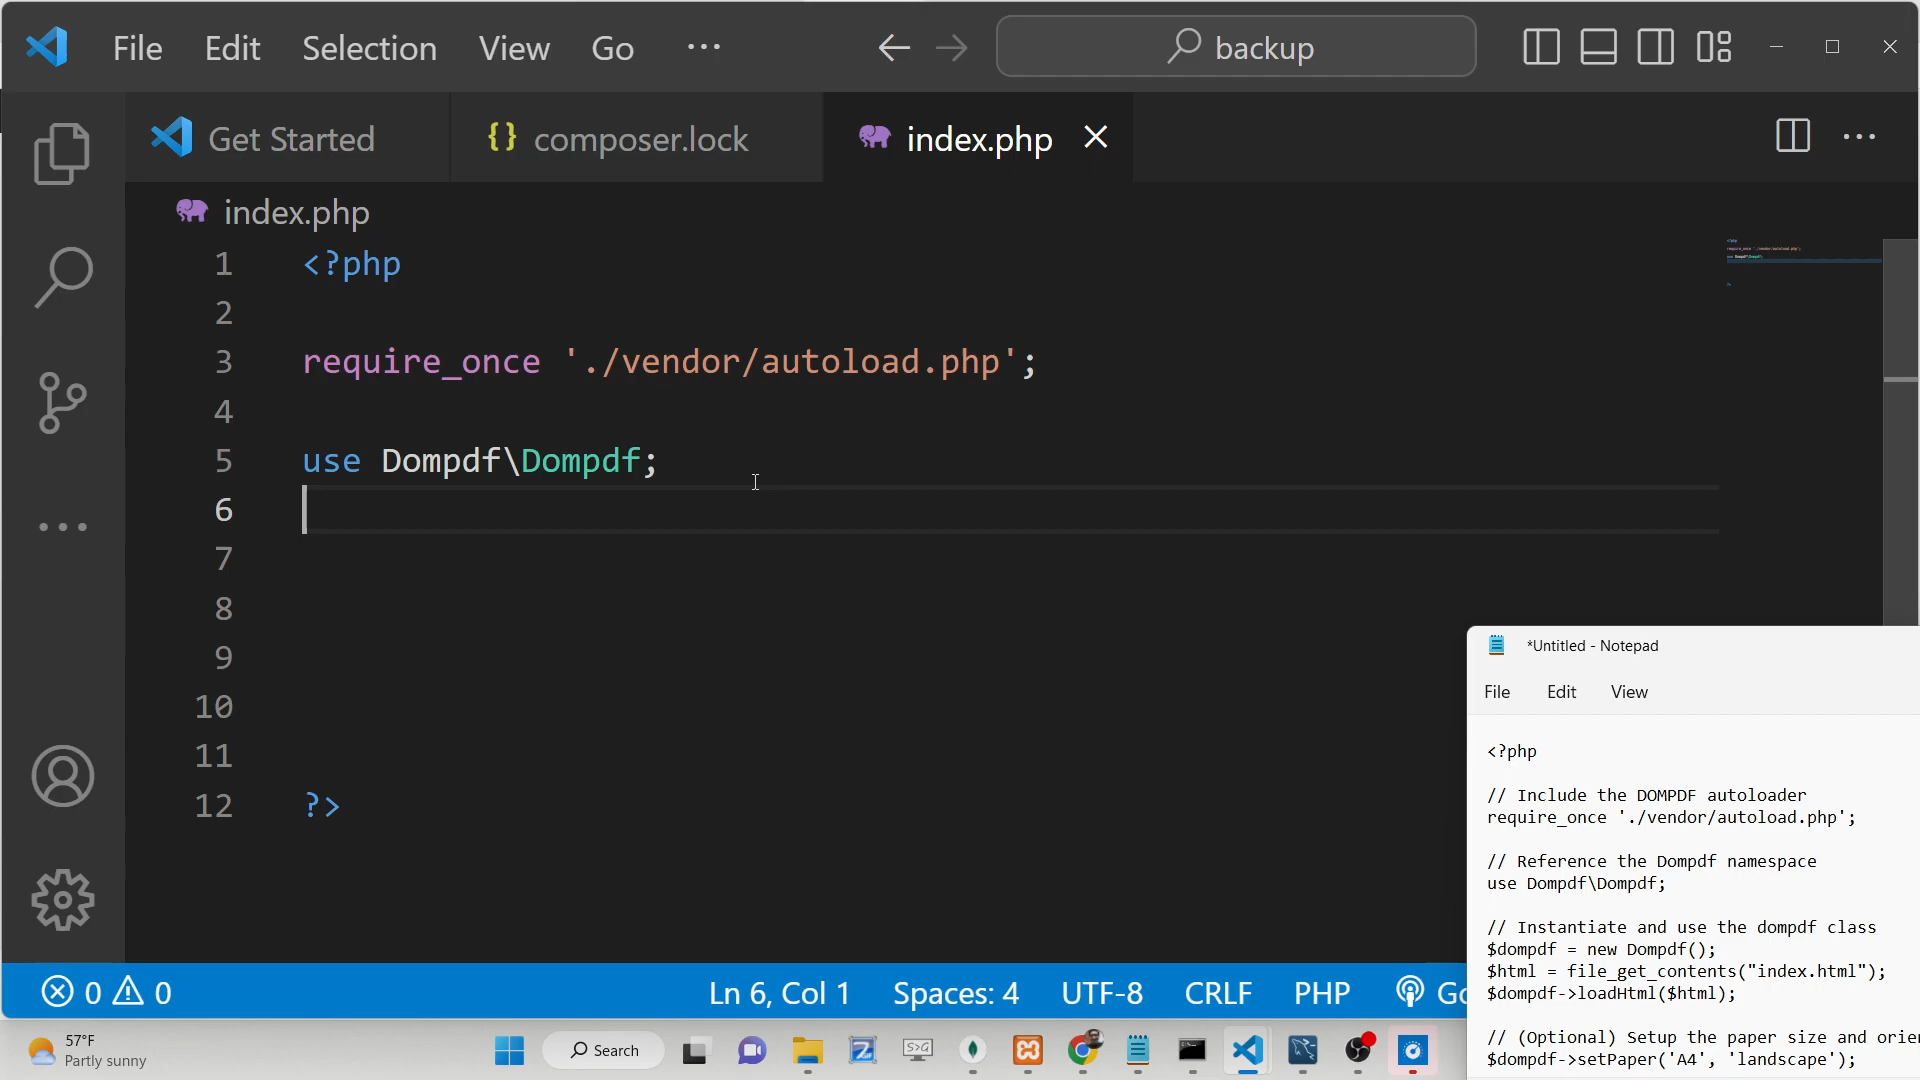 File Edit Selection View Go ···
backup
Get Started
{} composer.lock
index.php
index.php
1 <?php
2
3 require_once './vendor/autoload.php';
4
5 use Dompdf\Dompdf;
6
7
8
9
10
11
12 ?>
*Untitled - Notepad
File Edit View
<?php
// Include the DOMPDF autoloader
require_once './vendor/autoload.php';
// Reference the Dompdf namespace
use Dompdf\Dompdf;
// Instantiate and use the dompdf class
$dompdf = new Dompdf();
$html = file_get_contents("index.html");
$dompdf->loadHtml($html);
// (Optional) Setup the paper size and orien
$dompdf->setPaper('A4', 'landscape');
0 0
Ln 6, Col 1 Spaces: 4 UTF-8 CRLF PHP Go
57°F
Partly sunny
Search